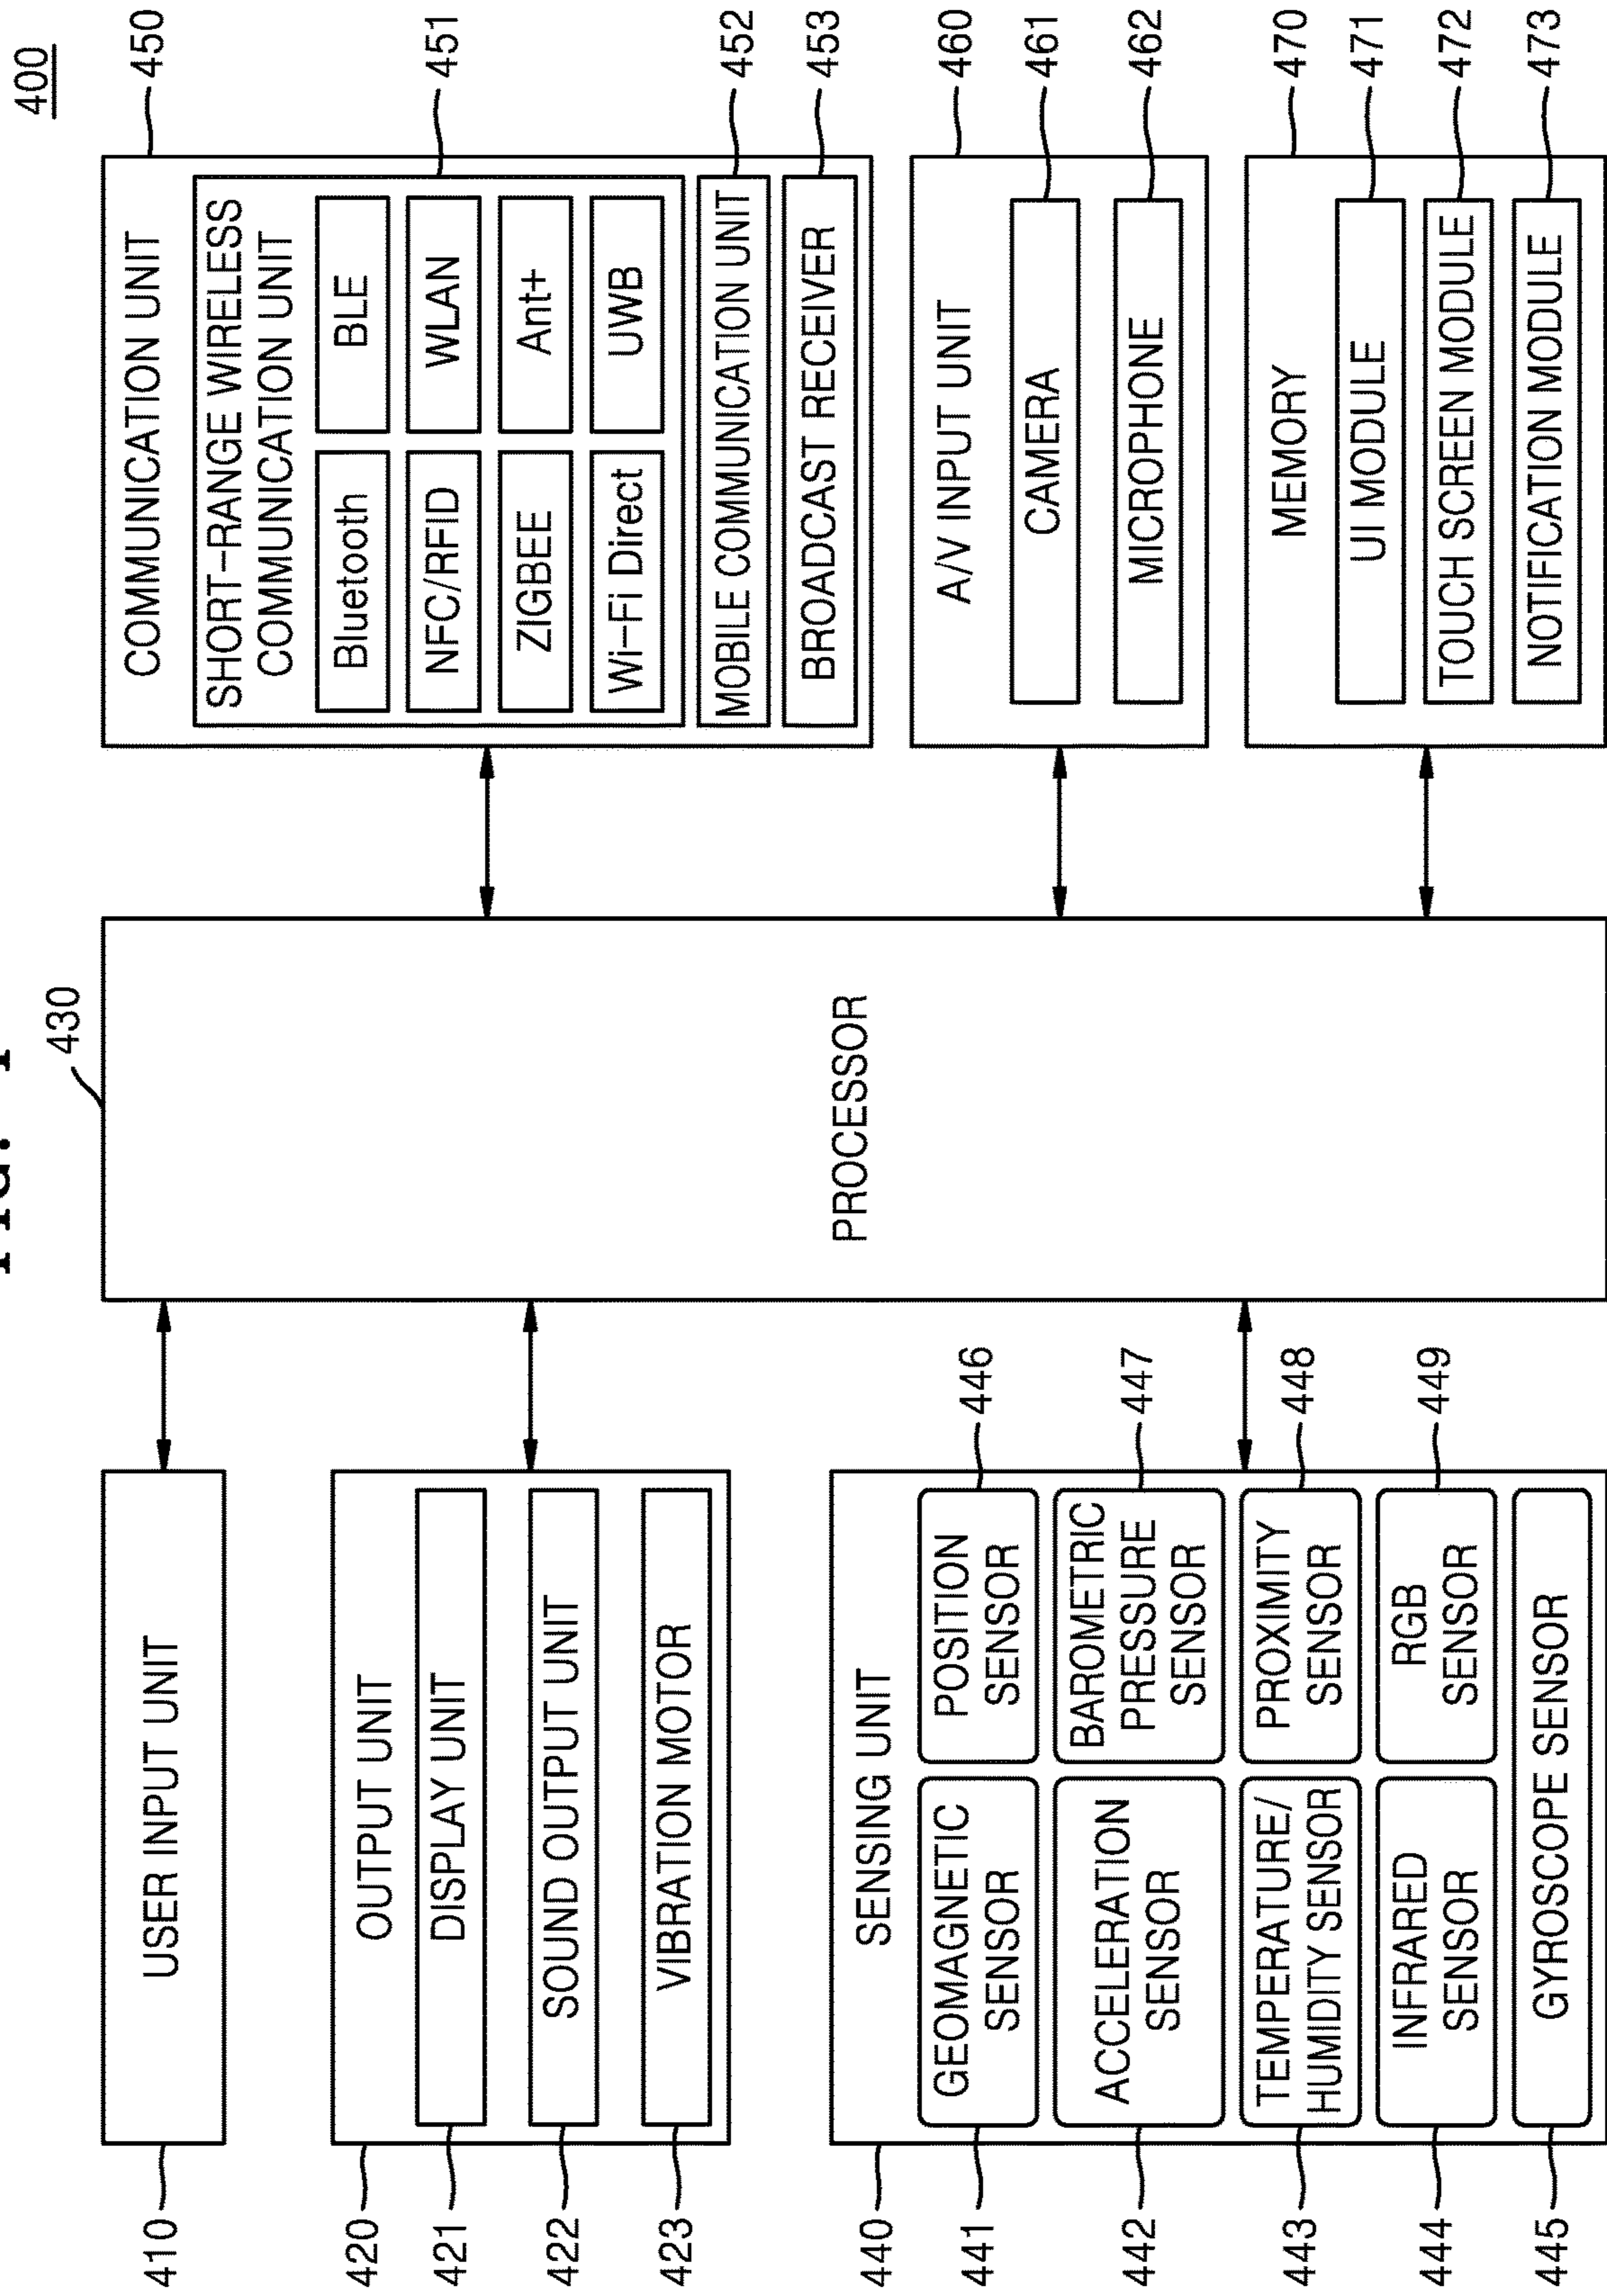 400
USER INPUT UNIT
410
OUTPUT UNIT
420
DISPLAY UNIT
421
SOUND OUTPUT UNIT
422
VIBRATION MOTOR
423
SENSING UNIT
440
GEOMAGNETIC
SENSOR
441
POSITION
SENSOR
446
ACCELERATION
SENSOR
442
BAROMETRIC
PRESSURE
SENSOR
447
TEMPERATURE/
HUMIDITY SENSOR
443
PROXIMITY
SENSOR
448
INFRARED
SENSOR
444
RGB
SENSOR
449
GYROSCOPE SENSOR
445
430
PROCESSOR
COMMUNICATION UNIT
450
SHORT-RANGE WIRELESS
COMMUNICATION UNIT
451
Bluetooth
BLE
NFC/RFID
WLAN
ZIGBEE
Ant+
Wi-Fi Direct
UWB
MOBILE COMMUNICATION UNIT
452
BROADCAST RECEIVER
453
A/V INPUT UNIT
460
CAMERA
461
MICROPHONE
462
MEMORY
470
UI MODULE
471
TOUCH SCREEN MODULE
472
NOTIFICATION MODULE
473